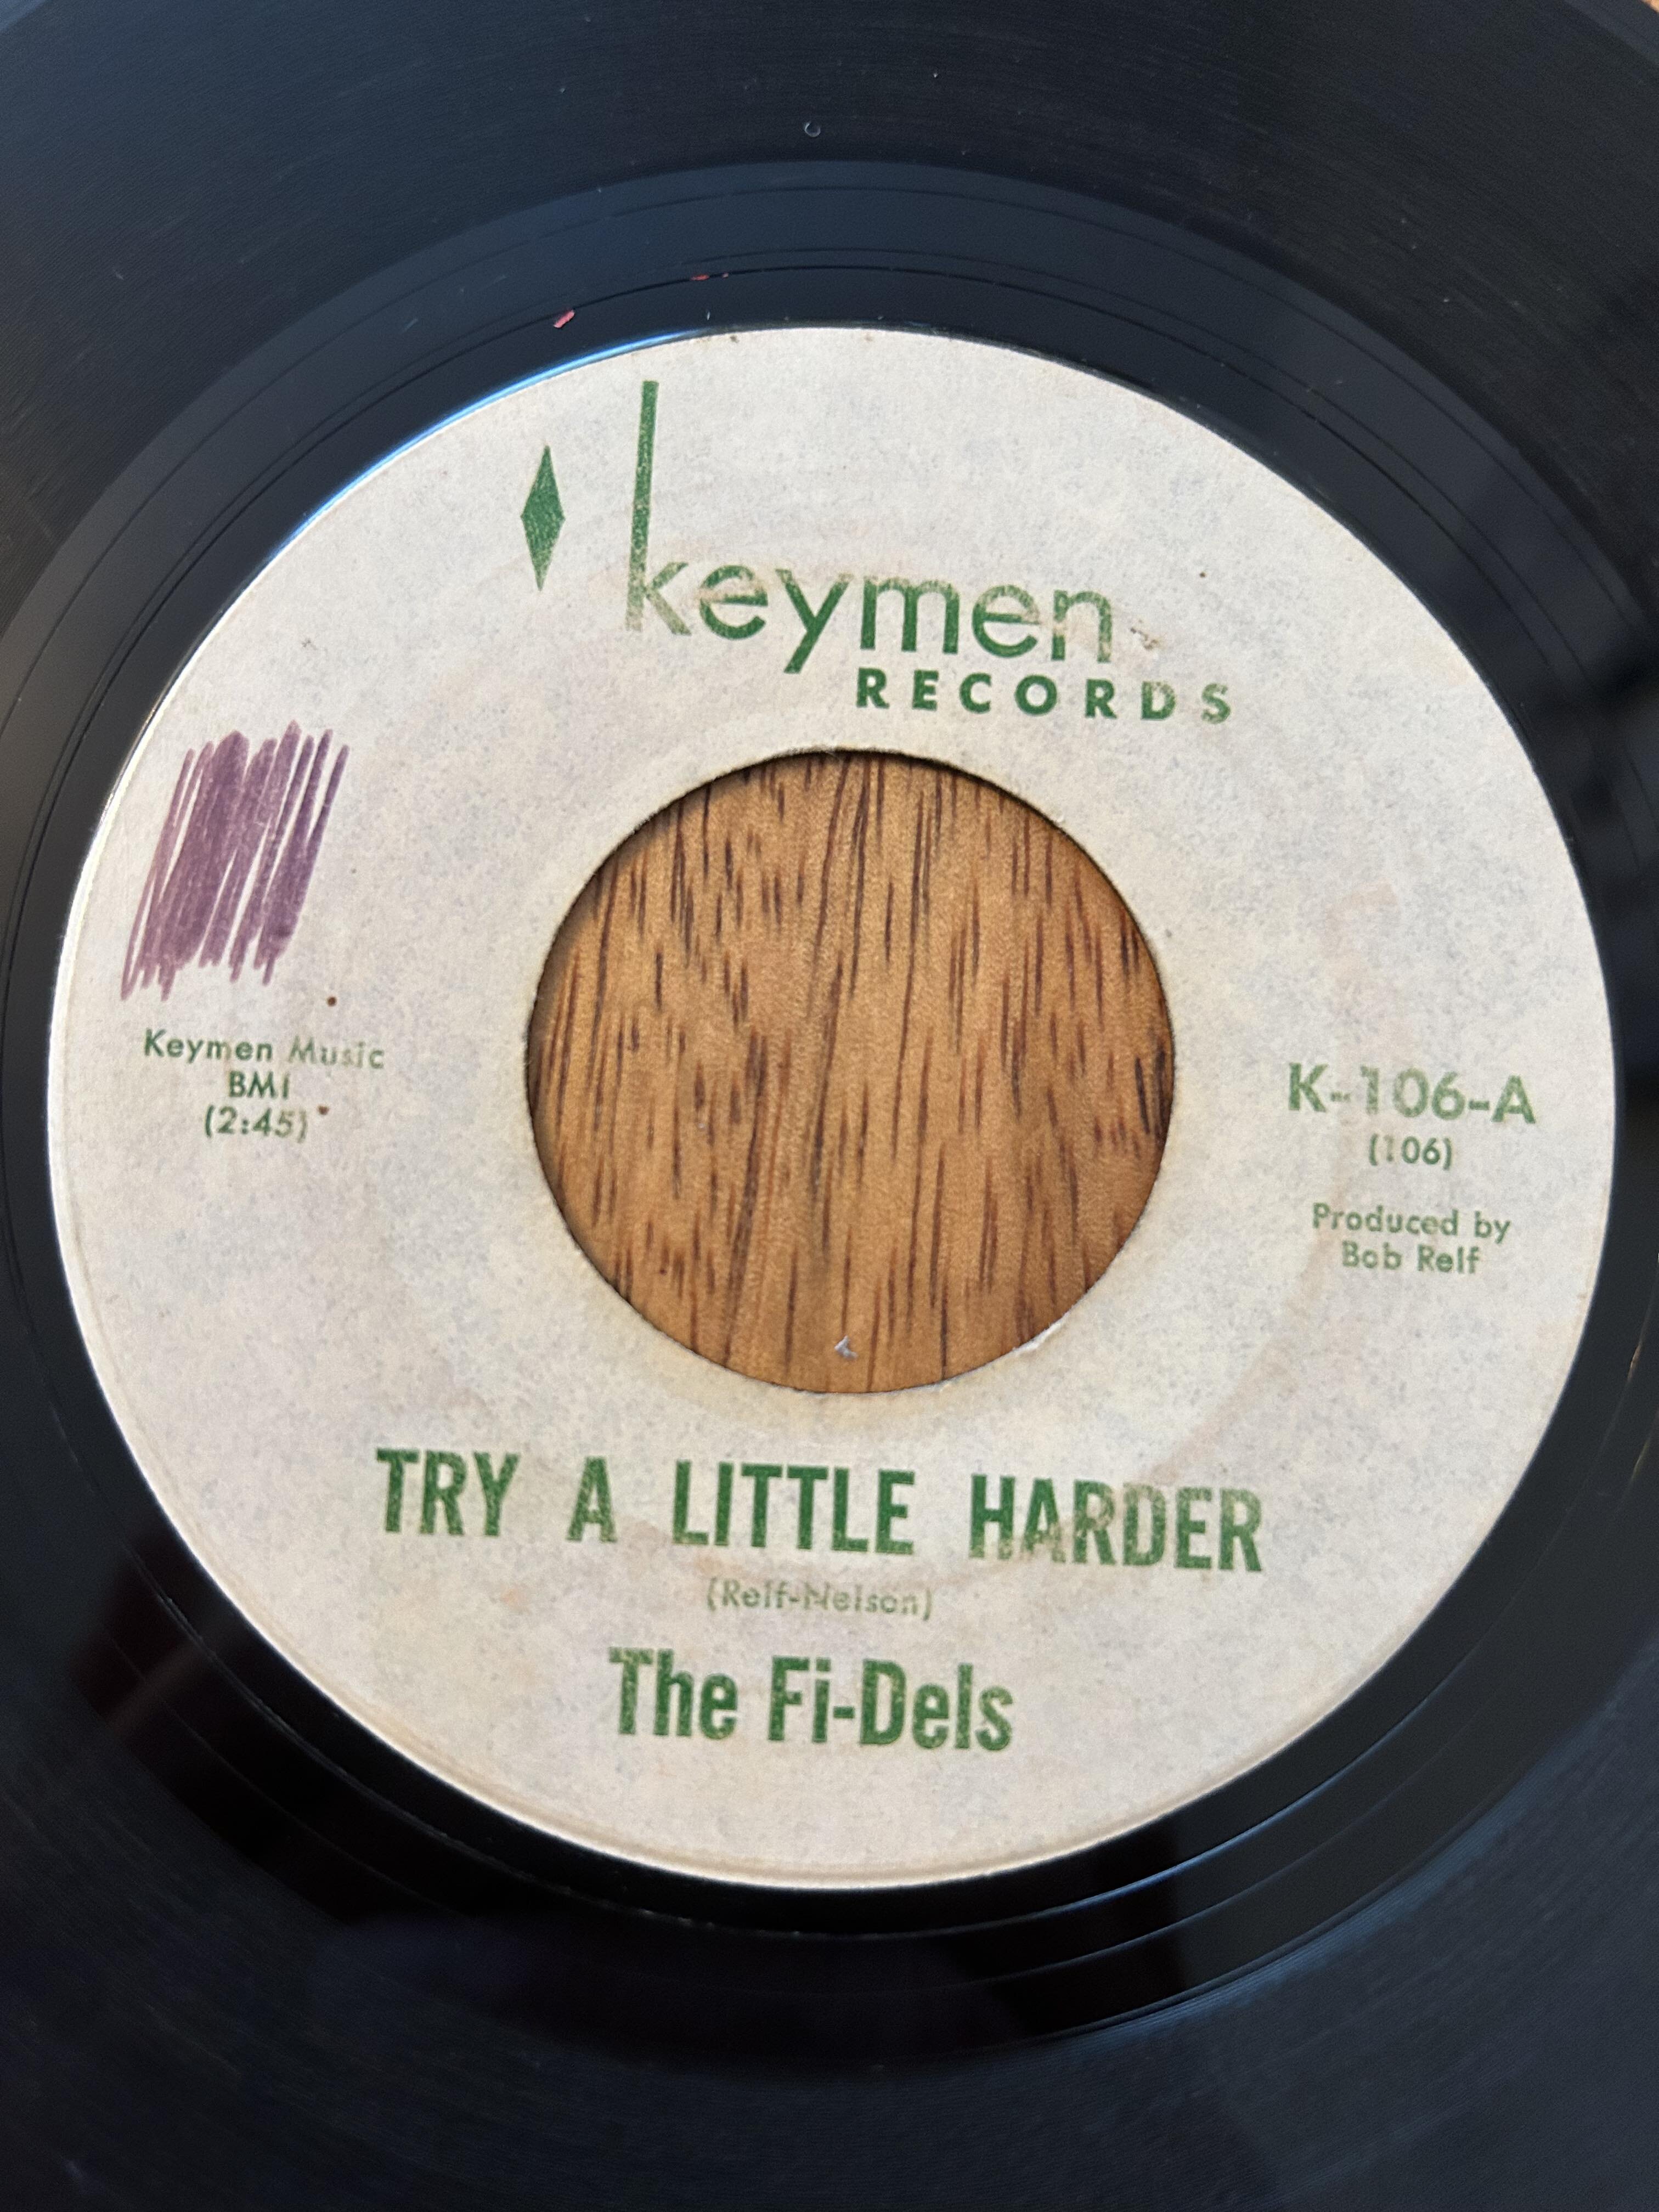 keymen
RECORDS
Keymen Music
BMI
(2:45)
K-106-A
(106)
Produced by
Bob Relf
TRY A LITTLE HARDER
(Relf-Nelson)
The Fi-Dels